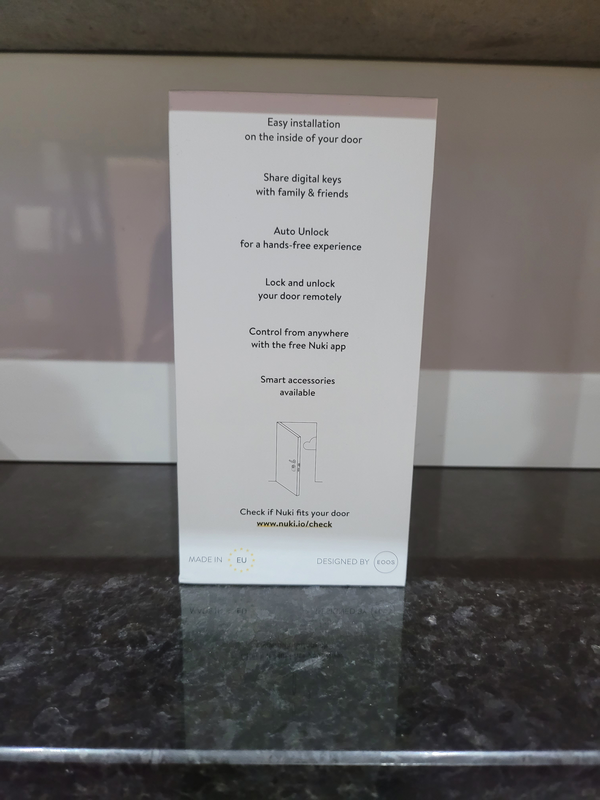 Easy installation
on the inside of your door
Share digital keys
with family & friends
Auto Unlock
for a hands-free experience
Lock and unlock
your door remotely
Control from anywhere
with the free Nuki app
Smart accessories
available
Check if Nuki fits your door
www.nuki.io/check
MADE IN EU DESIGNED BY EOOS